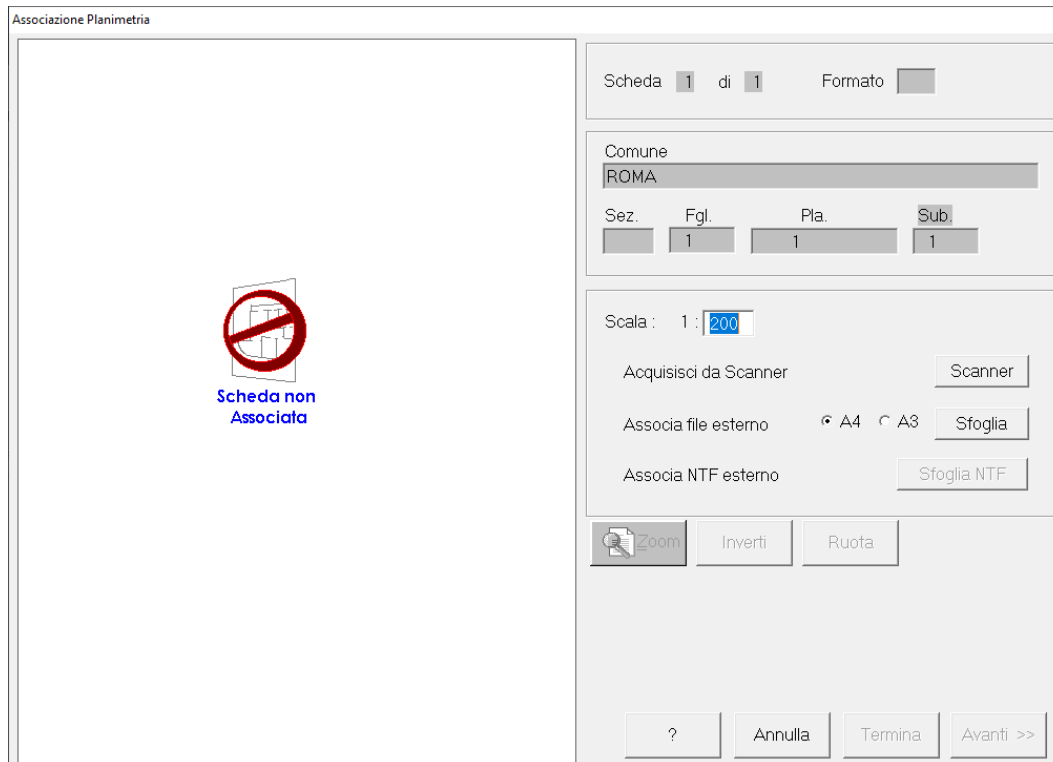 Associazione Planimetria
Scheda non
Associata
Scheda 1 di 1 Formato
Comune
ROMA
Sez. Fgl. Pla. Sub.
1 1 1
Scala : 1 : 200
Acquisisci da Scanner Scanner
Associa file esterno A4 A3 Sfoglia
Associa NTF esterno Sfoglia NTF
Zoom Inverti Ruota
? Annulla Termina Avanti >>